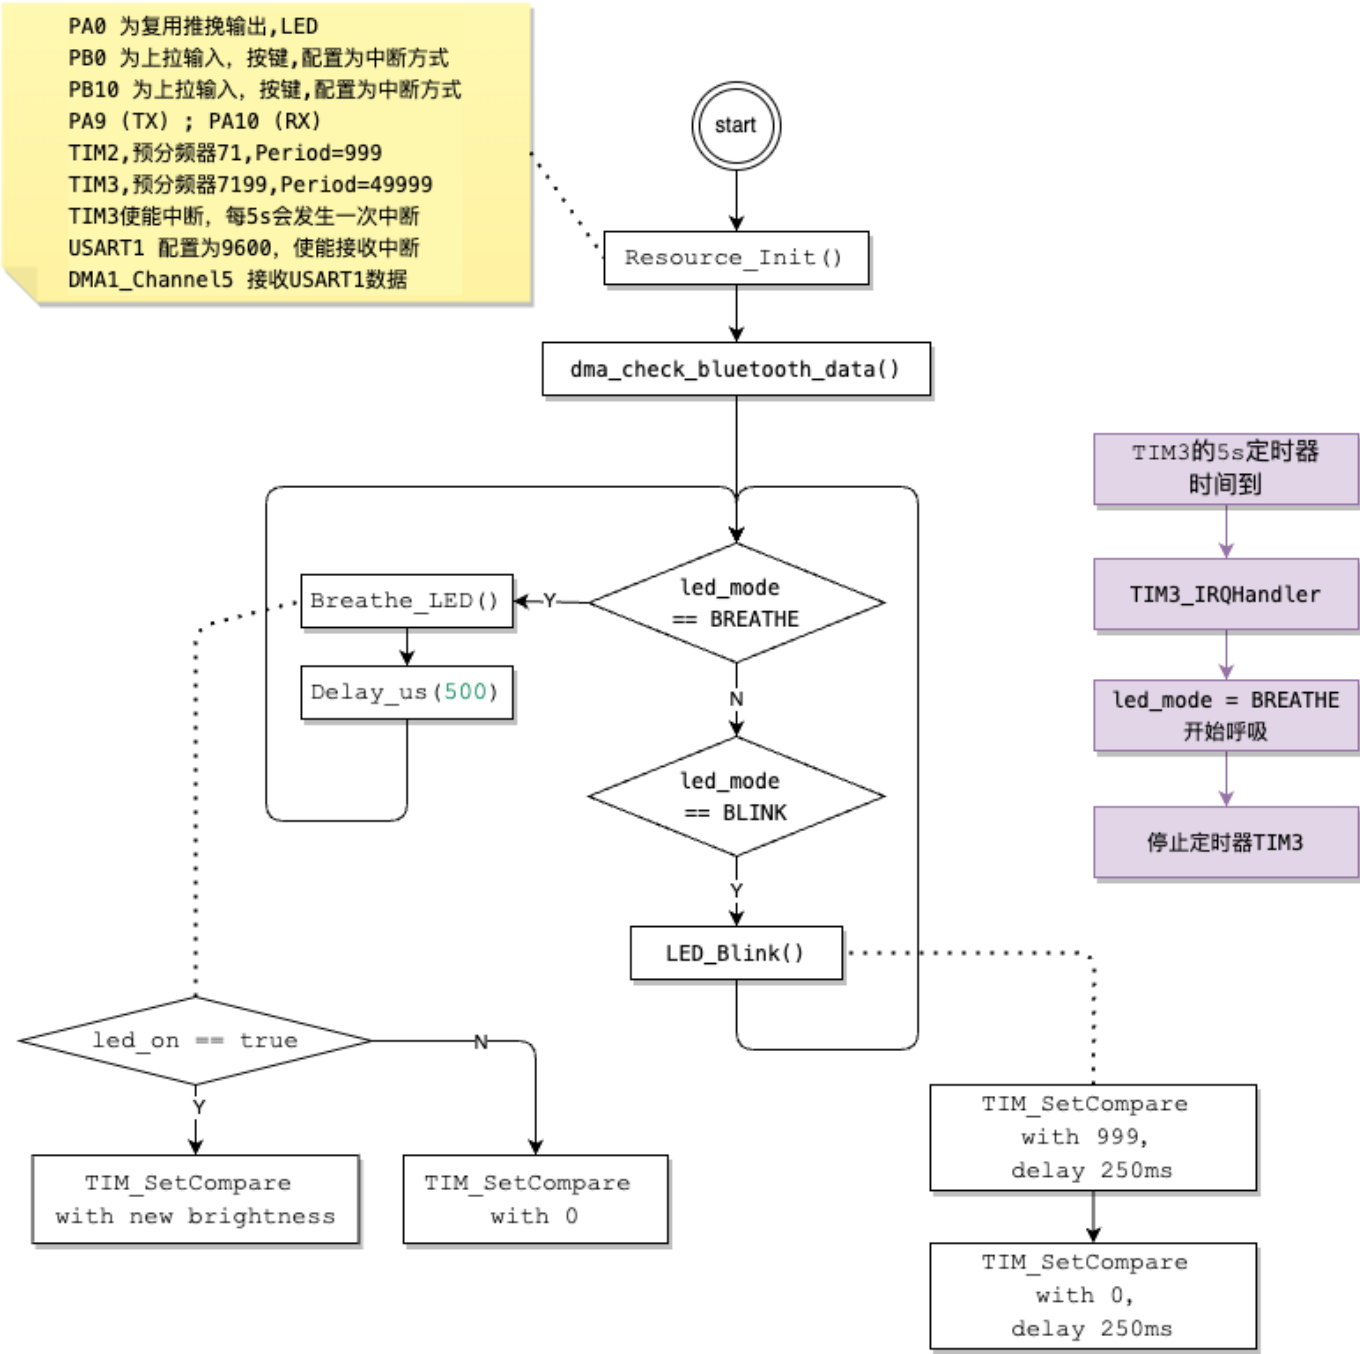 PA0 为复用推挽输出,LED
PB0 为上拉输入，按键,配置为中断方式
PB10 为上拉输入，按键,配置为中断方式
PA9 (TX) ; PA10 (RX)
TIM2,预分频器71,Period=999
TIM3,预分频器7199,Period=49999
TIM3使能中断，每5s会发生一次中断
USART1 配置为9600，使能接收中断
DMA1_Channel5 接收USART1数据
start
Resource_Init()
dma_check_bluetooth_data()
led_mode
== BREATHE
Y
Breathe_LED()
Delay_us(500)
N
led_mode
== BLINK
Y
LED_Blink()
led_on == true
N
Y
TIM_SetCompare
with new brightness
TIM_SetCompare
with 0
TIM_SetCompare
with 999,
delay 250ms
TIM_SetCompare
with 0,
delay 250ms
TIM3的5s定时器
时间到
TIM3_IRQHandler
led_mode = BREATHE
开始呼吸
停止定时器TIM3